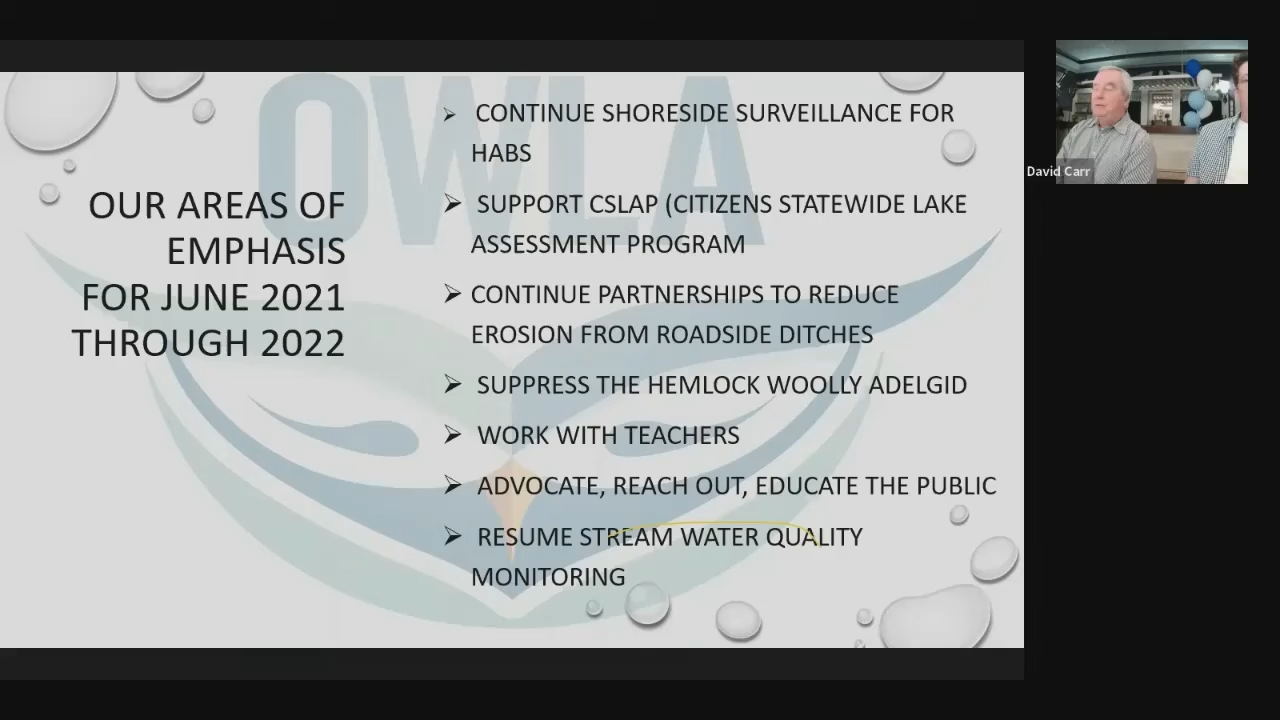 OWLA
OUR AREAS OF
EMPHASIS
FOR JUNE 2021
THROUGH 2022
CONTINUE SHORESIDE SURVEILLANCE FOR
HABS
SUPPORT CSLAP (CITIZENS STATEWIDE LAKE
ASSESSMENT PROGRAM
CONTINUE PARTNERSHIPS TO REDUCE
EROSION FROM ROADSIDE DITCHES
SUPPRESS THE HEMLOCK WOOLLY ADELGID
WORK WITH TEACHERS
ADVOCATE, REACH OUT, EDUCATE THE PUBLIC
RESUME STREAM WATER QUALITY
MONITORING
David Carr